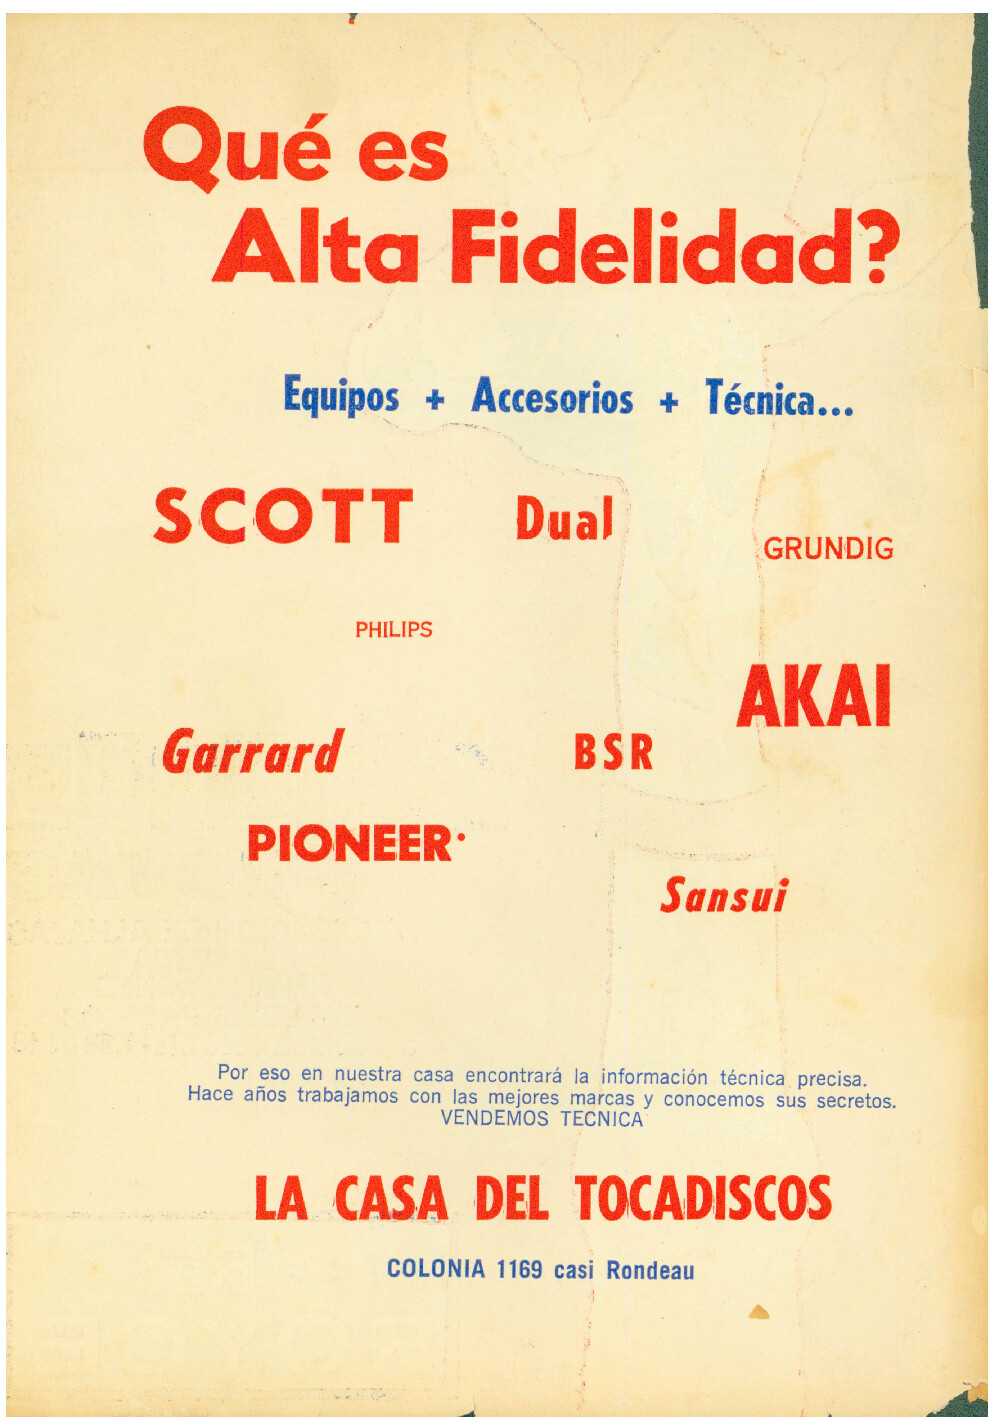 Qué es
Alta Fidelidad?
Equipos + Accesorios + Técnica...
SCOTT
Dual
GRUNDIG
PHILIPS
AKAI
Garrard
BSR
PIONEER
Sansui
Por eso en nuestra casa encontrará la información técnica precisa.
Hace años trabajamos con las mejores marcas y conocemos sus secretos.
VENDEMOS TECNICA
LA CASA DEL TOCADISCOS
COLONIA 1169 casi Rondeau